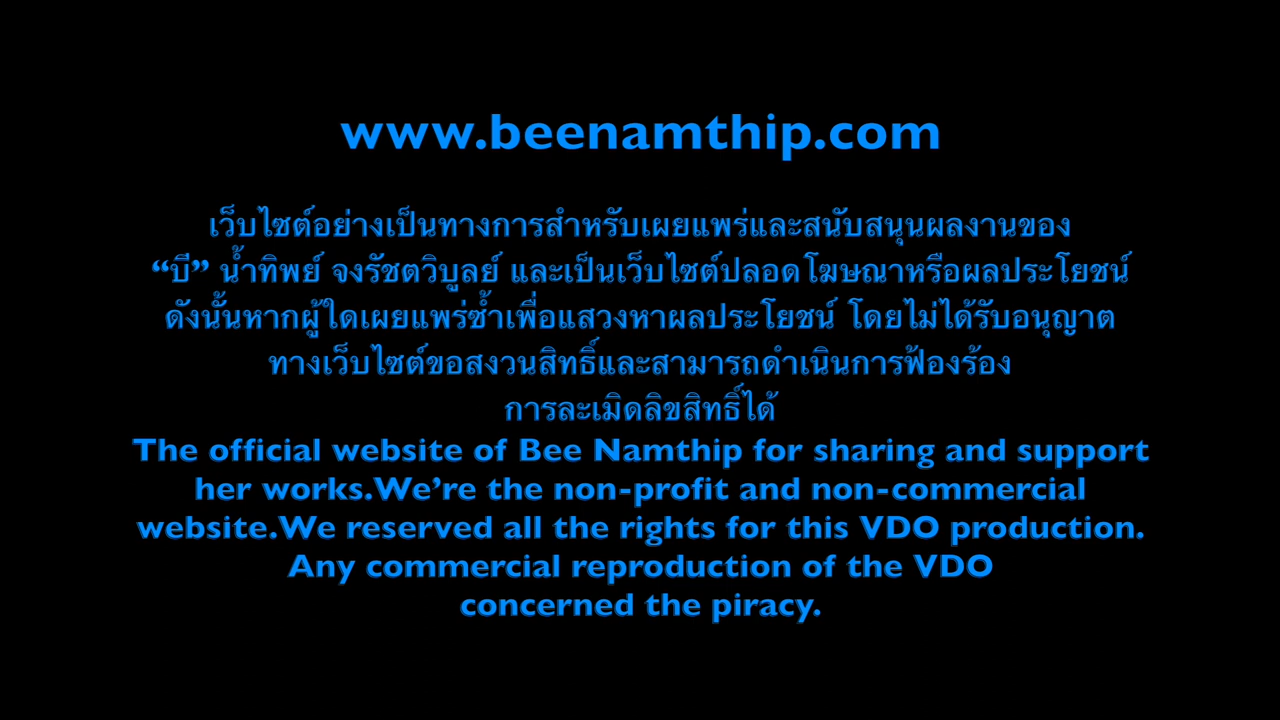 www.beenamthip.com
เว็บไซต์อย่างเป็นทางการสำหรับเผยแพร่และสนับสนุนผลงานของ
“บี” น้ำทิพย์ จงรัชตวิบูลย์ และเป็นเว็บไซต์ปลอดโฆษณาหรือผลประโยชน์
ดังนั้นหากผู้ใดเผยแพร่ซ้ำเพื่อแสวงหาผลประโยชน์ โดยไม่ได้รับอนุญาต
ทางเว็บไซต์ขอสงวนสิทธิ์และสามารถดำเนินการฟ้องร้อง
การละเมิดลิขสิทธิ์ได้
The official website of Bee Namthip for sharing and support
her works.We’re the non-profit and non-commercial
website.We reserved all the rights for this VDO production.
Any commercial reproduction of the VDO
concerned the piracy.